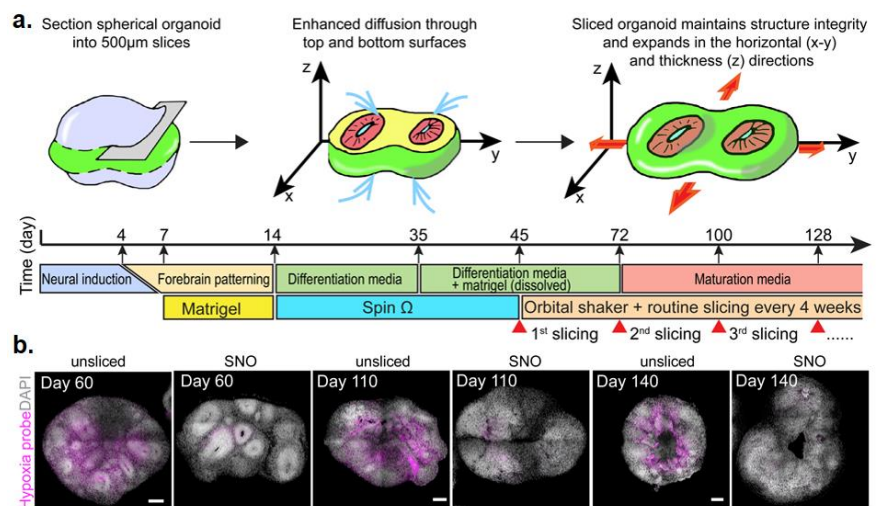 a.
Section spherical organoid
into 500µm slices
Enhanced diffusion through
top and bottom surfaces
Sliced organoid maintains structure integrity
and expands in the horizontal (x-y)
and thickness (z) directions
z
y
x
z
y
x
Time (day)
4 7 14 35 45 72 100 128
Neural induction
Forebrain patterning
Differentiation media
Differentiation media
+ matrigel (dissolved)
Maturation media
Matrigel
Spin Ω
Orbital shaker + routine slicing every 4 weeks
1st slicing
2nd slicing
3rd slicing
......
b.
unsliced
SNO
unsliced
SNO
unsliced
SNO
Hypoxia probeDAPI
Day 60
Day 60
Day 110
Day 110
Day 140
Day 140